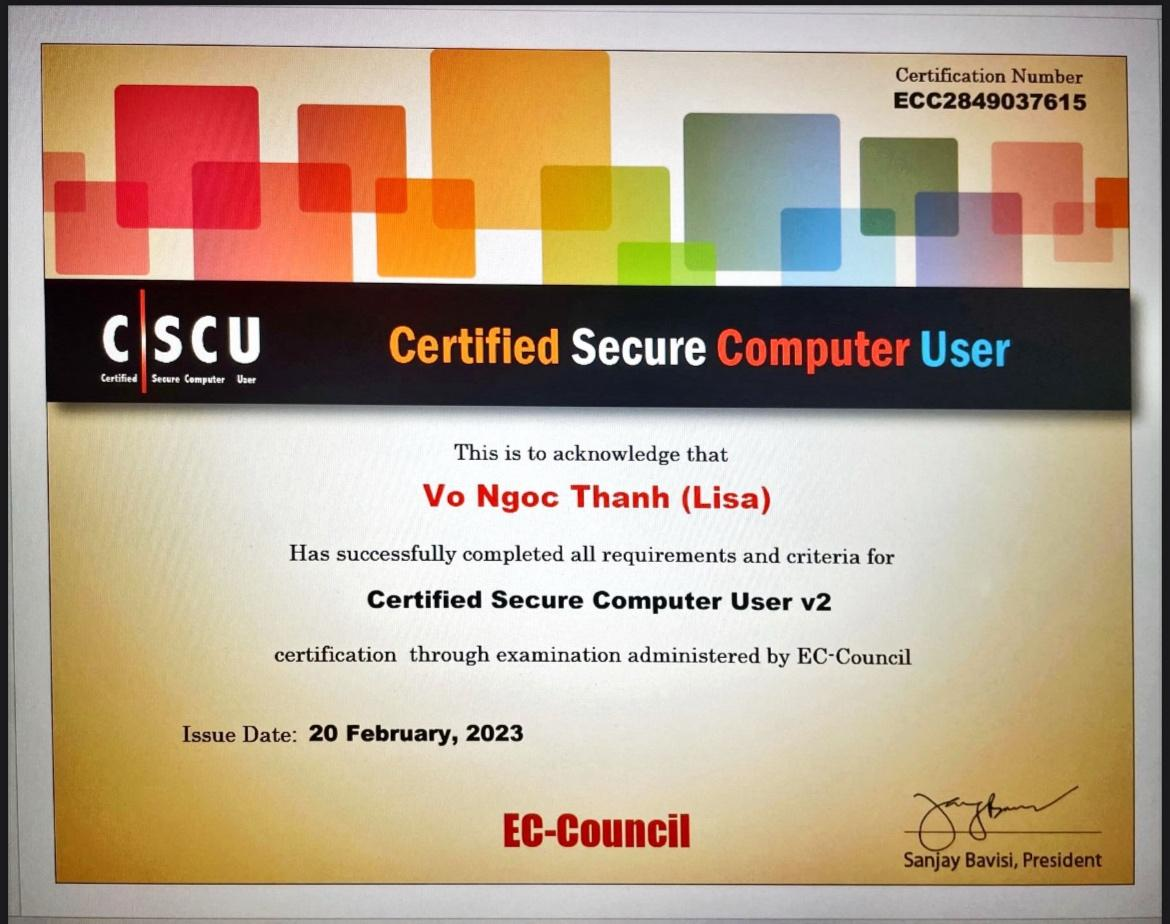 Certification Number
ECC2849037615
CSCU
Certified Secure Computer User
Certified Secure Computer User
This is to acknowledge that
Vo Ngoc Thanh (Lisa)
Has successfully completed all requirements and criteria for
Certified Secure Computer User v2
certification through examination administered by EC-Council
Issue Date: 20 February, 2023
EC-Council
Sanjay Bavisi, President